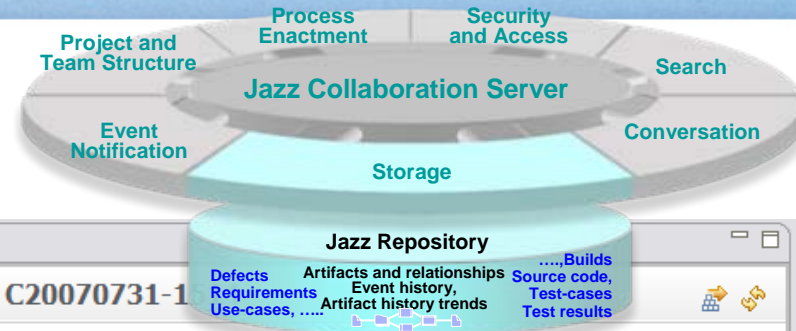 Process
Enactment
Security
and Access
Project and
Team Structure
Search
Jazz Collaboration Server
Event
Notification
Conversation
Storage
Jazz Repository
Defects
Requirements
Use-cases, …..
Artifacts and relationships
Event history,
Artifact history trends
….,Builds
Source code,
Test-cases
Test results
C20070731-1